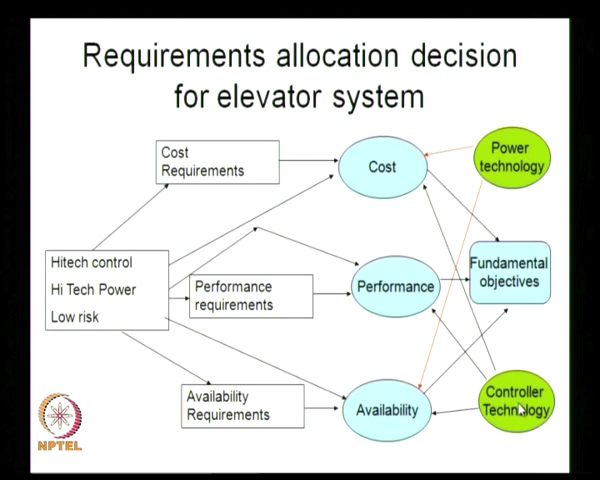 Requirements allocation decision
for elevator system
Cost
Requirements
Cost
Power
technology
Hitech control
Hi Tech Power
Low risk
Performance
requirements
Performance
Fundamental
objectives
Availability
Requirements
Availability
Controller
Technology
NPTEL